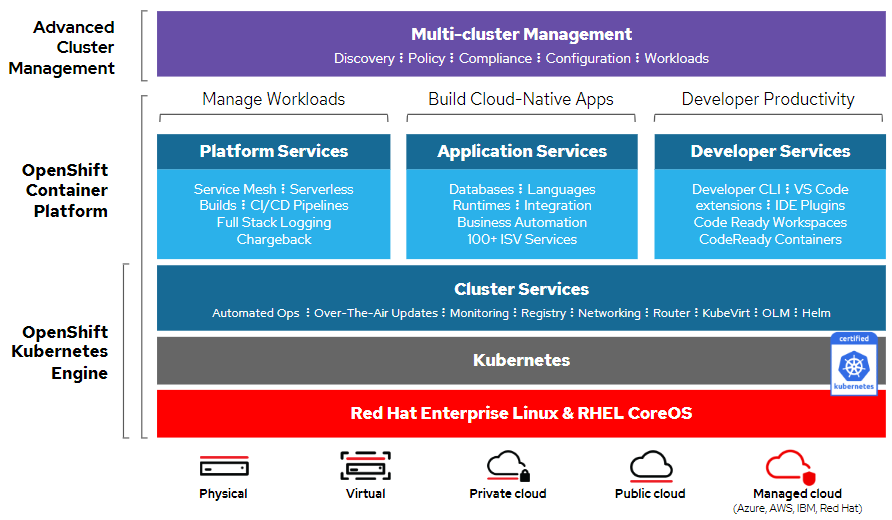 Advanced
Cluster
Management
Multi-cluster Management
Discovery ⁝ Policy ⁝ Compliance ⁝ Configuration ⁝ Workloads
OpenShift
Container
Platform
Manage Workloads
Build Cloud-Native Apps
Developer Productivity
Platform Services
Service Mesh ⁝ Serverless
Builds ⁝ CI/CD Pipelines
Full Stack Logging
Chargeback
Application Services
Databases ⁝ Languages
Runtimes ⁝ Integration
Business Automation
100+ ISV Services
Developer Services
Developer CLI ⁝ VS Code
extensions ⁝ IDE Plugins
Code Ready Workspaces
CodeReady Containers
OpenShift
Kubernetes
Engine
Cluster Services
Automated Ops ⁝ Over-The-Air Updates ⁝ Monitoring ⁝ Registry ⁝ Networking ⁝ Router ⁝ KubeVirt ⁝ OLM ⁝ Helm
Kubernetes
certified
kubernetes
Red Hat Enterprise Linux & RHEL CoreOS
Physical
Virtual
Private cloud
Public cloud
Managed cloud
(Azure, AWS, IBM, Red Hat)